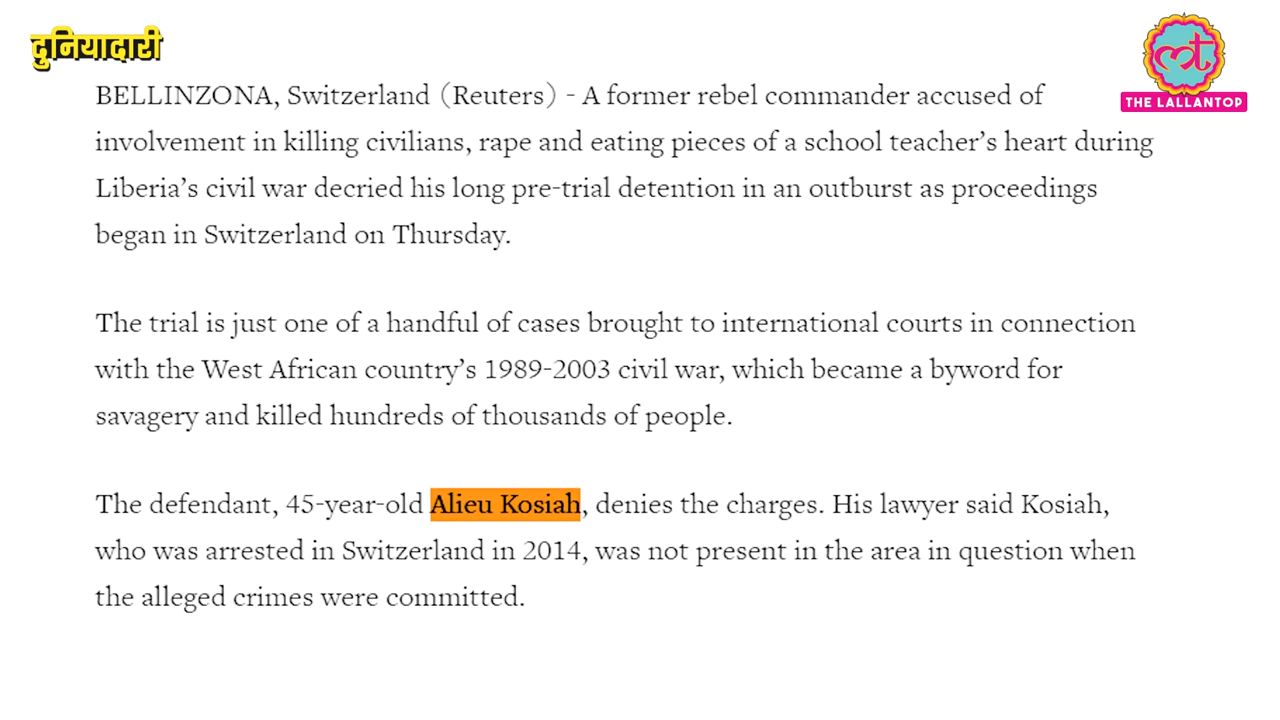 दुनियादारी
lt
THE LALLANTOP
BELLINZONA, Switzerland (Reuters) - A former rebel commander accused of
involvement in killing civilians, rape and eating pieces of a school teacher’s heart during
Liberia’s civil war decried his long pre-trial detention in an outburst as proceedings
began in Switzerland on Thursday.
The trial is just one of a handful of cases brought to international courts in connection
with the West African country’s 1989-2003 civil war, which became a byword for
savagery and killed hundreds of thousands of people.
The defendant, 45-year-old Alieu Kosiah, denies the charges. His lawyer said Kosiah,
who was arrested in Switzerland in 2014, was not present in the area in question when
the alleged crimes were committed.